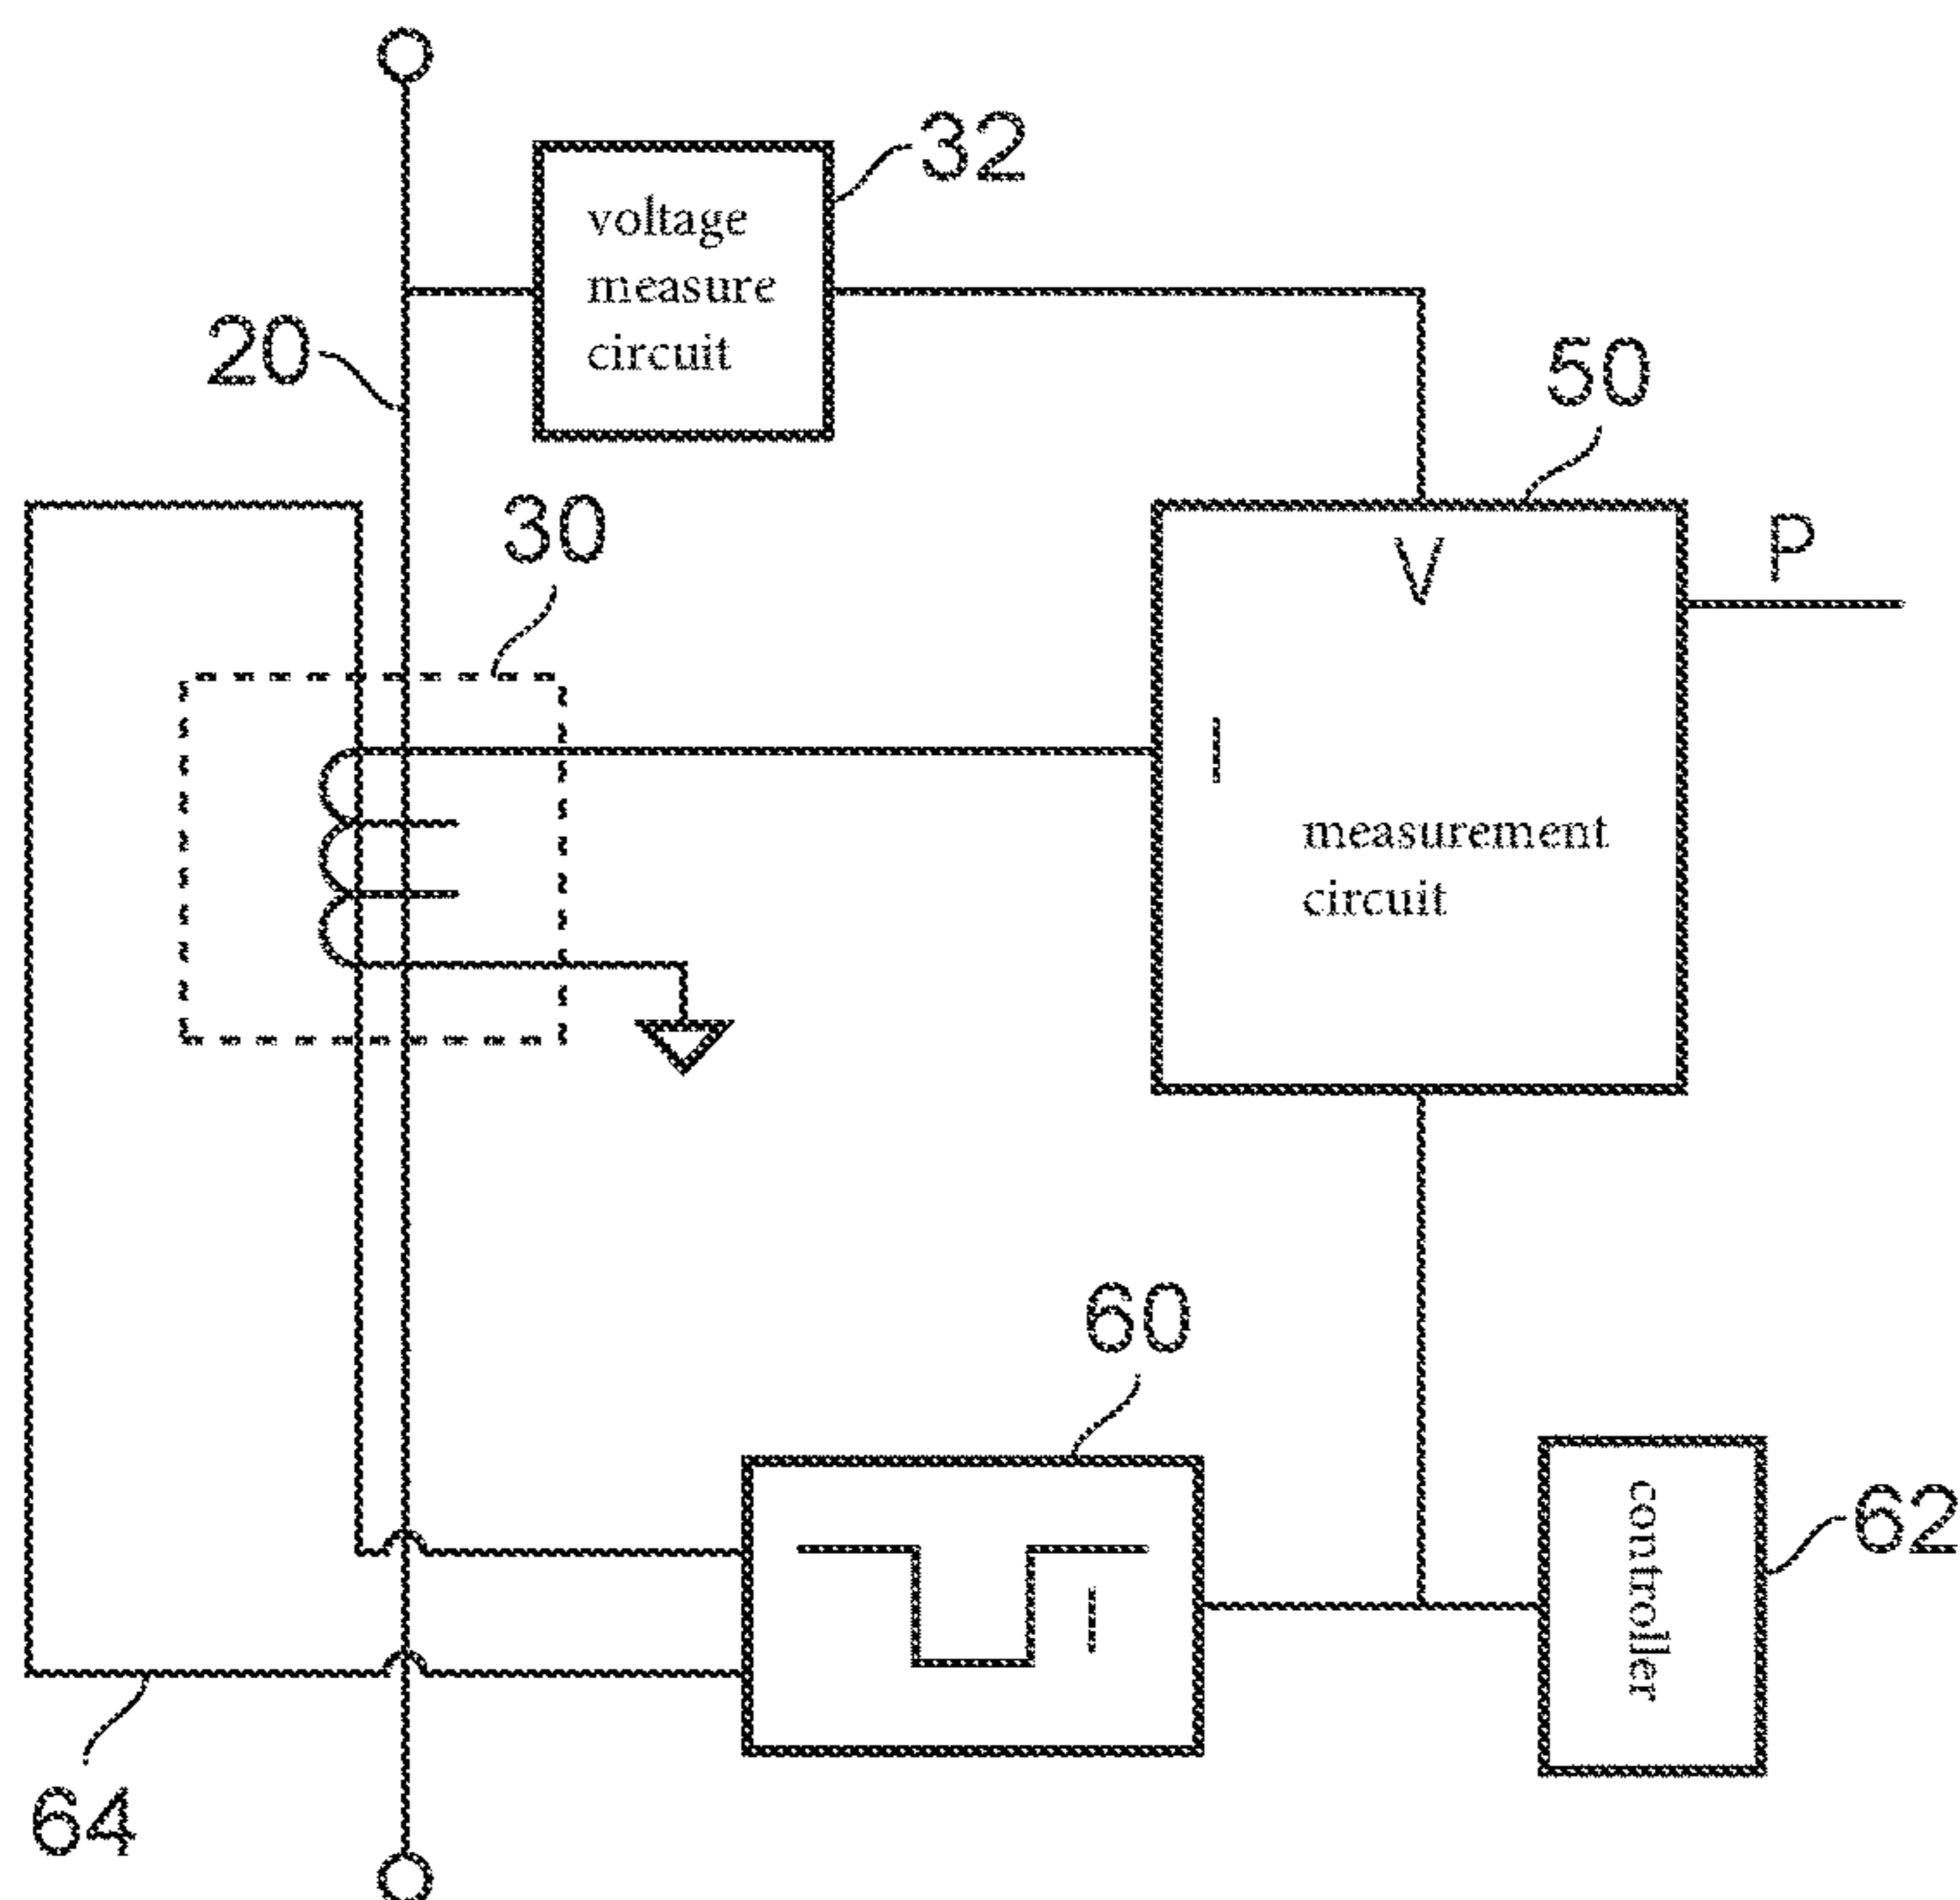 32
voltage
measure
circuit
20
50
30
V
P
I
measurement
circuit
60
I
controller
62
64